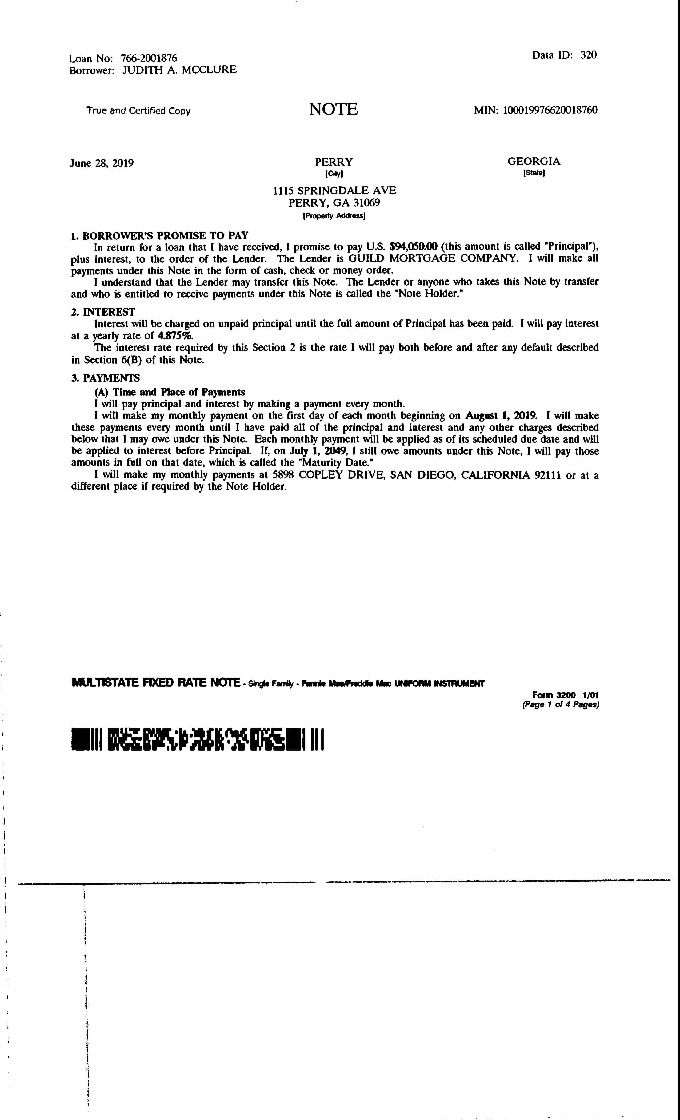 Loan No: 766-2001876
Data ID: 320
Borrower: JUDITH A. MCCLURE
True and Certified Copy
NOTE
MIN: 100019976620018760
June 28, 2019
PERRY
GEORGIA
[City]
[State]
1115 SPRINGDALE AVE
PERRY, GA 31069
[Property Address]
1. BORROWER'S PROMISE TO PAY
In return for a loan that I have received, I promise to pay U.S. $94,050.00 (this amount is called "Principal"),
plus interest, to the order of the Lender. The Lender is GUILD MORTGAGE COMPANY. I will make all
payments under this Note in the form of cash, check or money order.
I understand that the Lender may transfer this Note. The Lender or anyone who takes this Note by transfer
and who is entitled to receive payments under this Note is called the "Note Holder."
2. INTEREST
Interest will be charged on unpaid principal until the full amount of Principal has been paid. I will pay interest
at a yearly rate of 4.875%.
The interest rate required by this Section 2 is the rate I will pay both before and after any default described
in Section 6(B) of this Note.
3. PAYMENTS
(A) Time and Place of Payments
I will pay principal and interest by making a payment every month.
I will make my monthly payment on the first day of each month beginning on August 1, 2019. I will make
these payments every month until I have paid all of the principal and interest and any other charges described
below that I may owe under this Note. Each monthly payment will be applied as of its scheduled due date and will
be applied to interest before Principal. If, on July 1, 2049, I still owe amounts under this Note, I will pay those
amounts in full on that date, which is called the "Maturity Date."
I will make my monthly payments at 5898 COPLEY DRIVE, SAN DIEGO, CALIFORNIA 92111 or at a
different place if required by the Note Holder.
MULTISTATE FIXED RATE NOTE - Single Family - Fannie Mae/Freddie Mac UNIFORM INSTRUMENT
Form 3200 1/01
(Page 1 of 4 Pages)